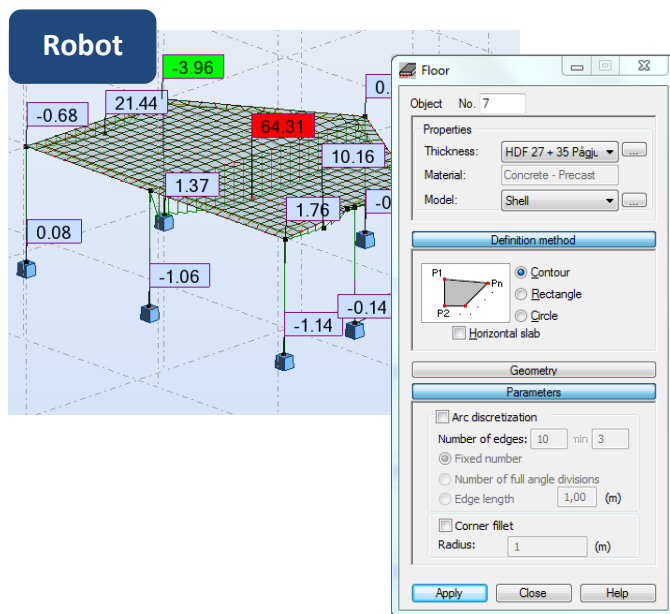 Robot
-3.96
21.44
-0.68
64.31
10.16
1.37
1.76
0.08
-1.06
-0.14
-1.14
Floor
Object No. 7
Properties
Thickness: HDF 27 + 35 Pågju ...
Material: Concrete - Precast
Model: Shell ...
Definition method
P1
Pn
P2
Contour
Rectangle
Circle
Horizontal slab
Geometry
Parameters
Arc discretization
Number of edges: 10 min 3
Fixed number
Number of full angle divisions
Edge length 1,00 (m)
Corner fillet
Radius: 1 (m)
Apply Close Help